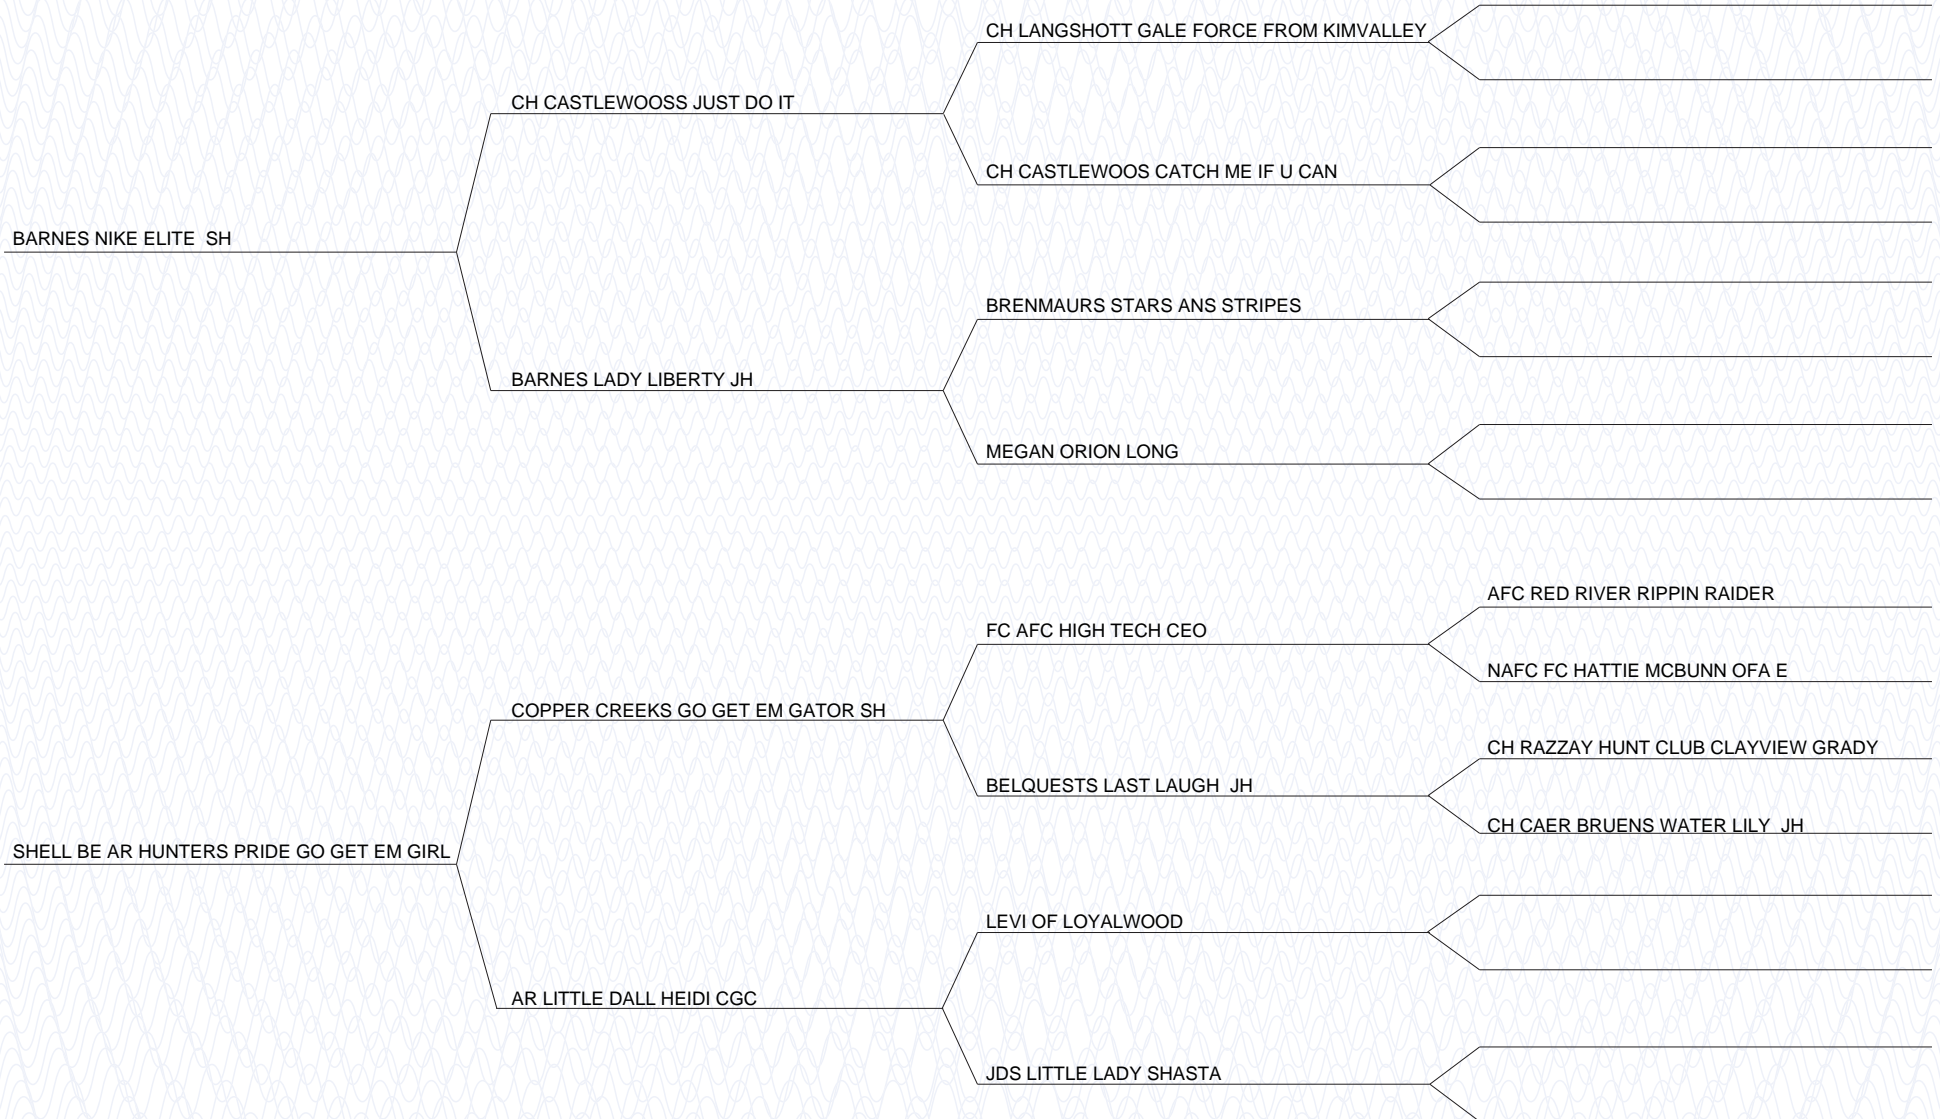 CH LANGSHOTT GALE FORCE FROM KIMVALLEY
CH CASTLEWOOSS JUST DO IT
CH CASTLEWOOS CATCH ME IF U CAN
BARNES NIKE ELITE  SH
BRENMAURS STARS ANS STRIPES
BARNES LADY LIBERTY JH
MEGAN ORION LONG
AFC RED RIVER RIPPIN RAIDER
FC AFC HIGH TECH CEO
NAFC FC HATTIE MCBUNN OFA E
COPPER CREEKS GO GET EM GATOR SH
CH RAZZAY HUNT CLUB CLAYVIEW GRADY
BELQUESTS LAST LAUGH  JH
CH CAER BRUENS WATER LILY  JH
SHELL BE AR HUNTERS PRIDE GO GET EM GIRL
LEVI OF LOYALWOOD
AR LITTLE DALL HEIDI CGC
JDS LITTLE LADY SHASTA